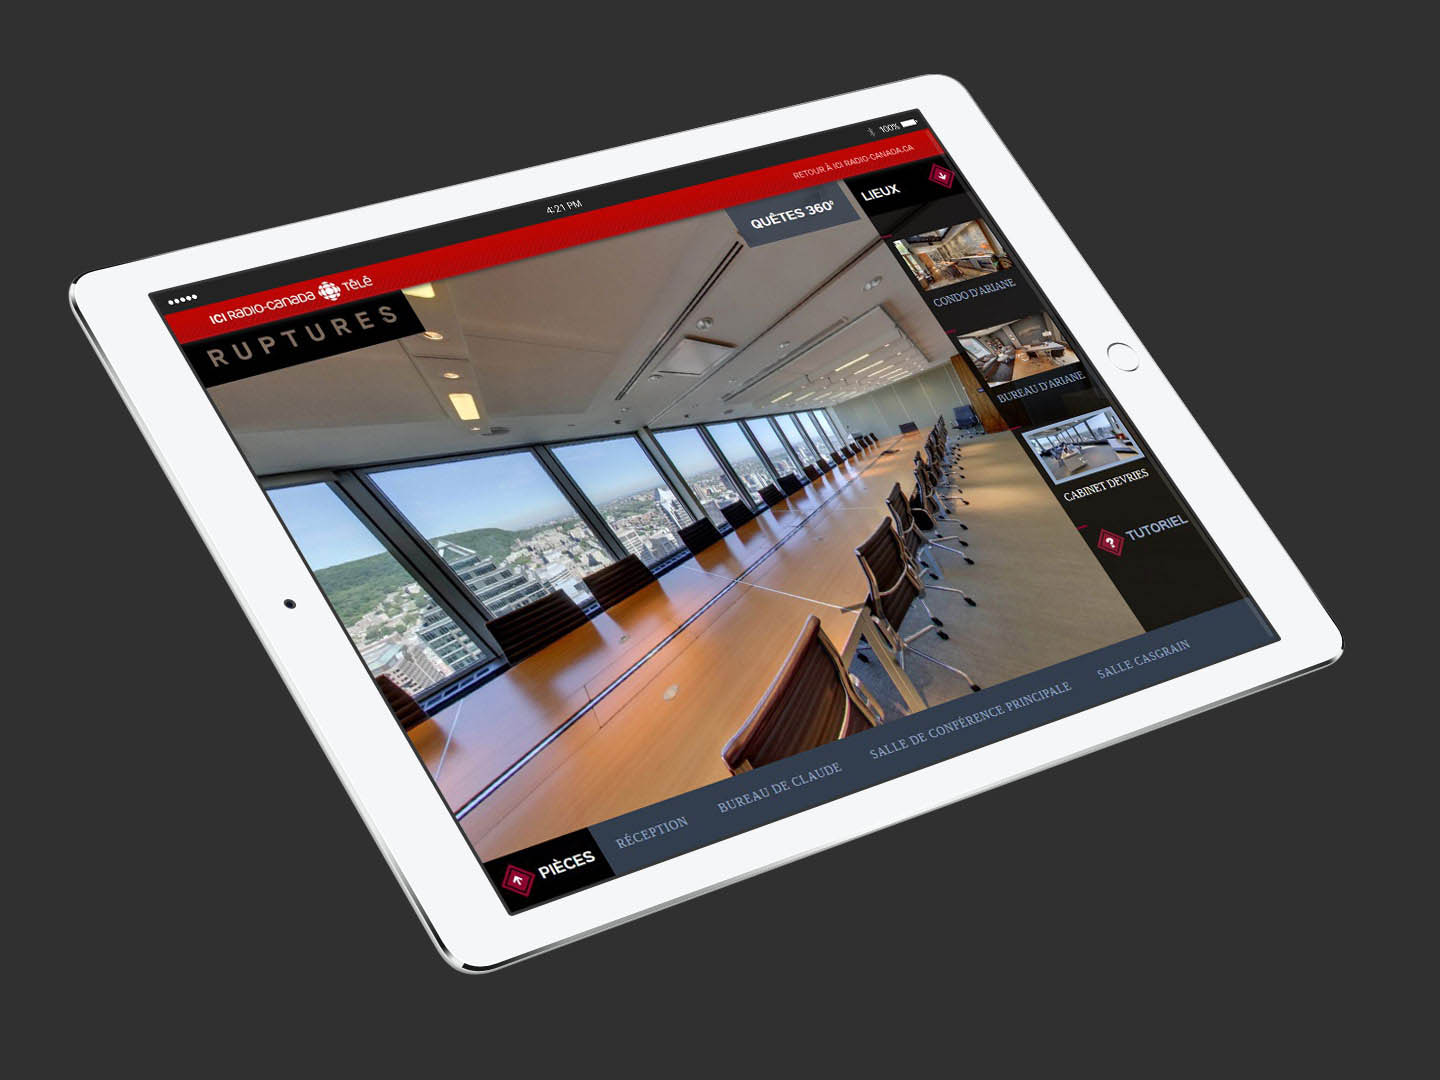 4:21 PM
100%
ICI RADIO-CANADA TÉLÉ
RETOUR À ICI RADIO-CANADA.CA
RUPTURES
QUÊTES 360°
LIEUX
CONDO D'ARIANE
BUREAU D'ARIANE
CABINET DEVRIES
? TUTORIEL
PIÈCES
RÉCEPTION
BUREAU DE CLAUDE
SALLE DE CONFÉRENCE PRINCIPALE
SALLE CASGRAIN